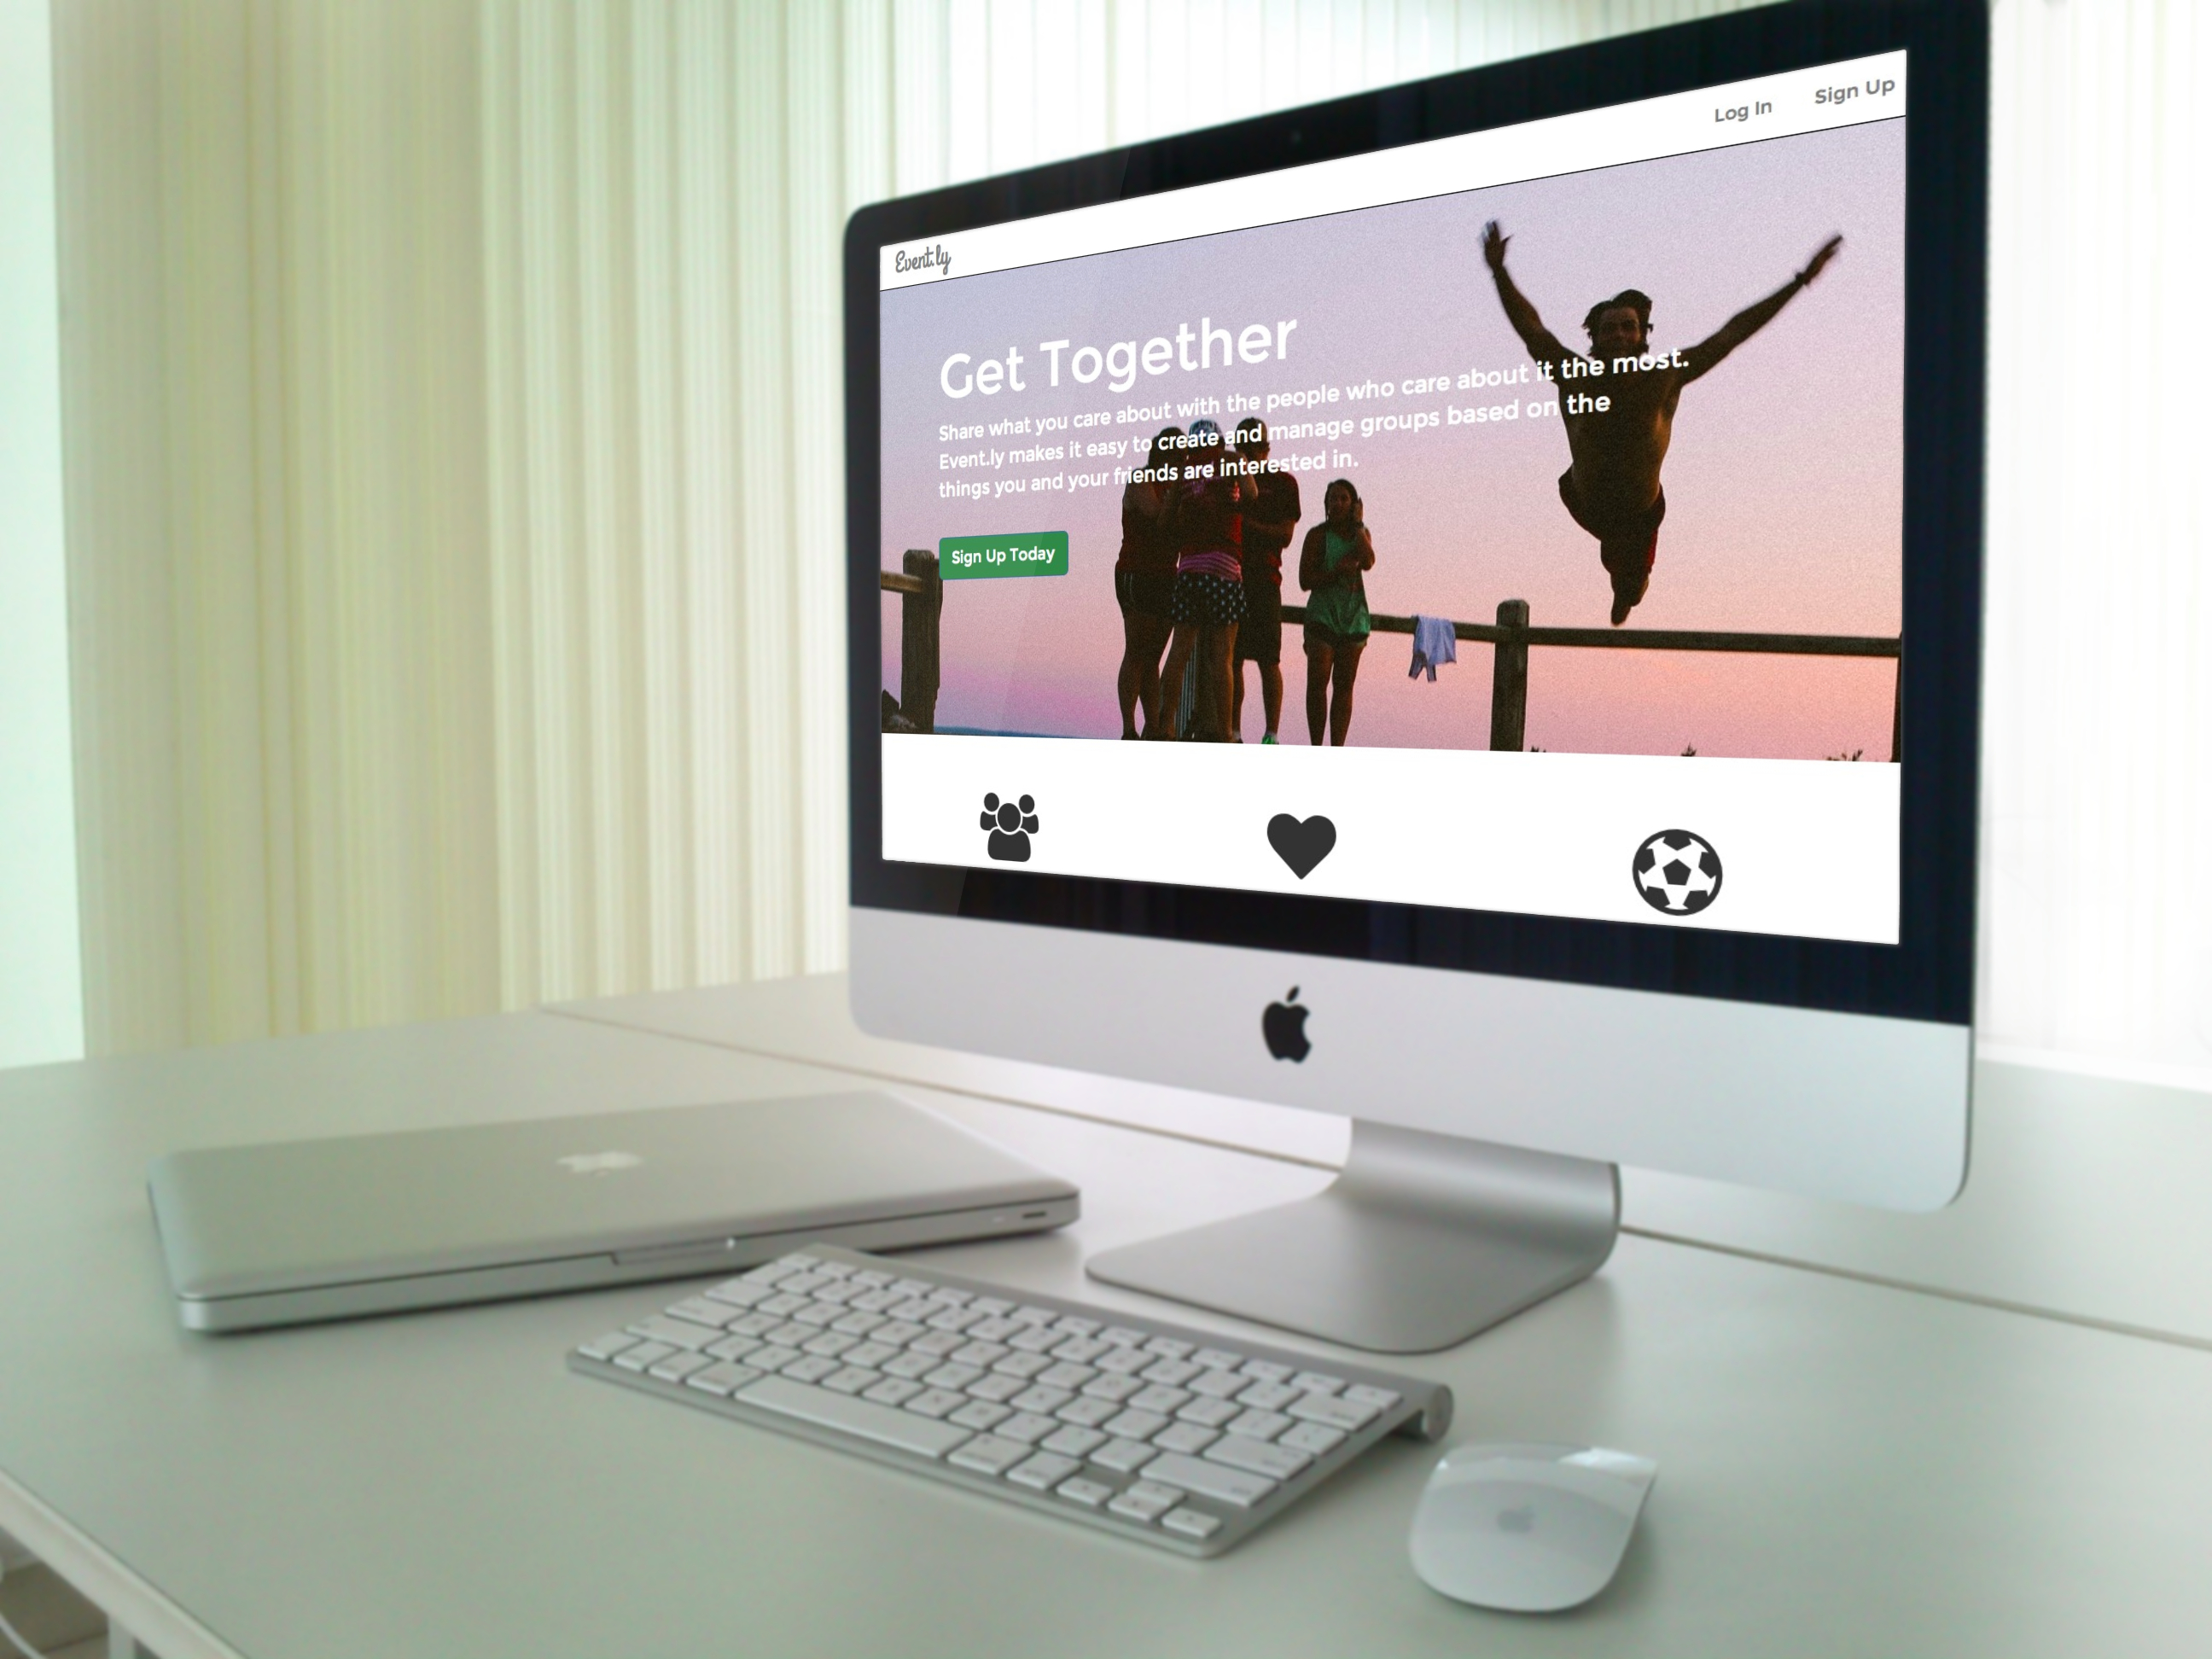 Event.ly
Log In
Sign Up
Get Together
Share what you care about with the people who care about it the most.
Event.ly makes it easy to create and manage groups based on the
things you and your friends are interested in.
Sign Up Today